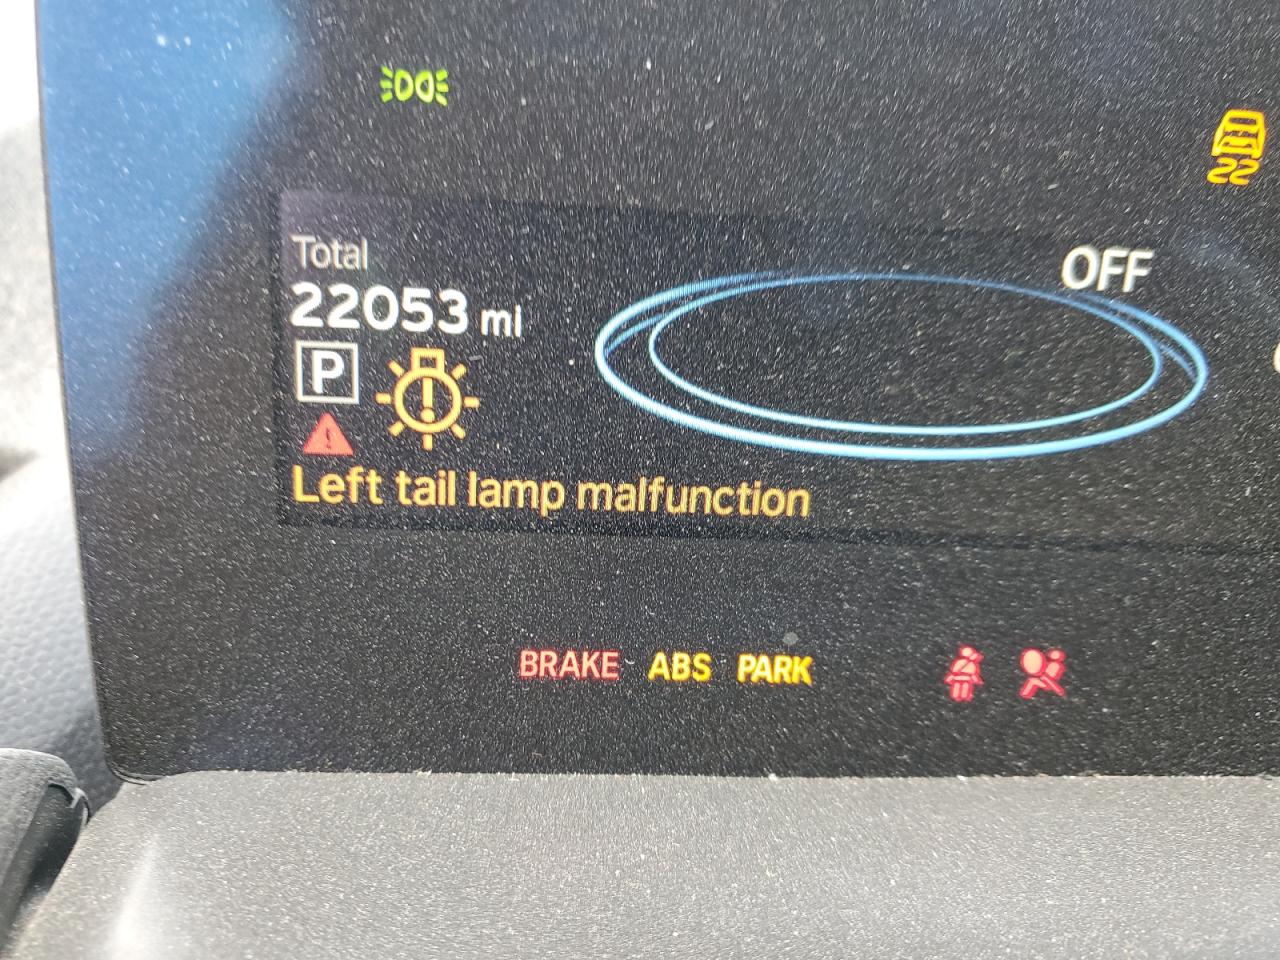 OFF
Total
22053 mi
P
Left tail lamp malfunction
BRAKE ABS PARK